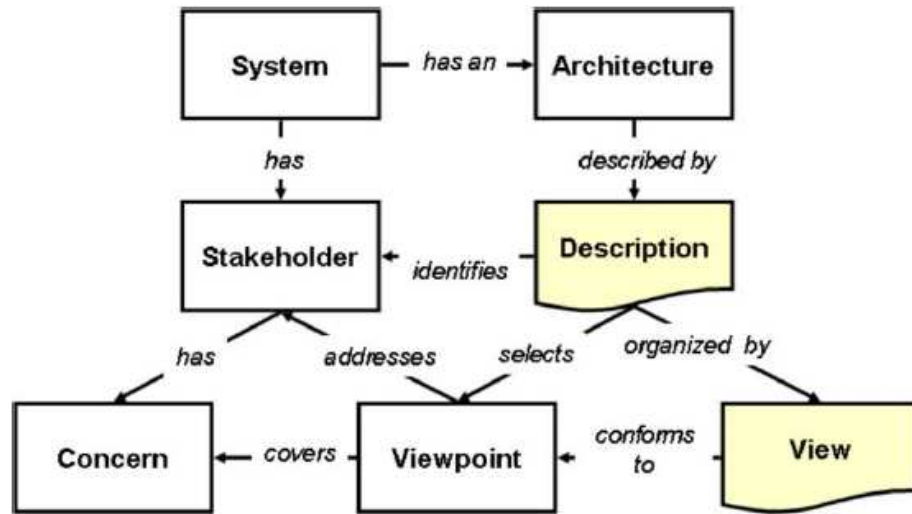 System
has an
Architecture
has
described by
Stakeholder
identifies
Description
has
addresses
selects
organized by
Concern
covers
Viewpoint
conforms
to
View